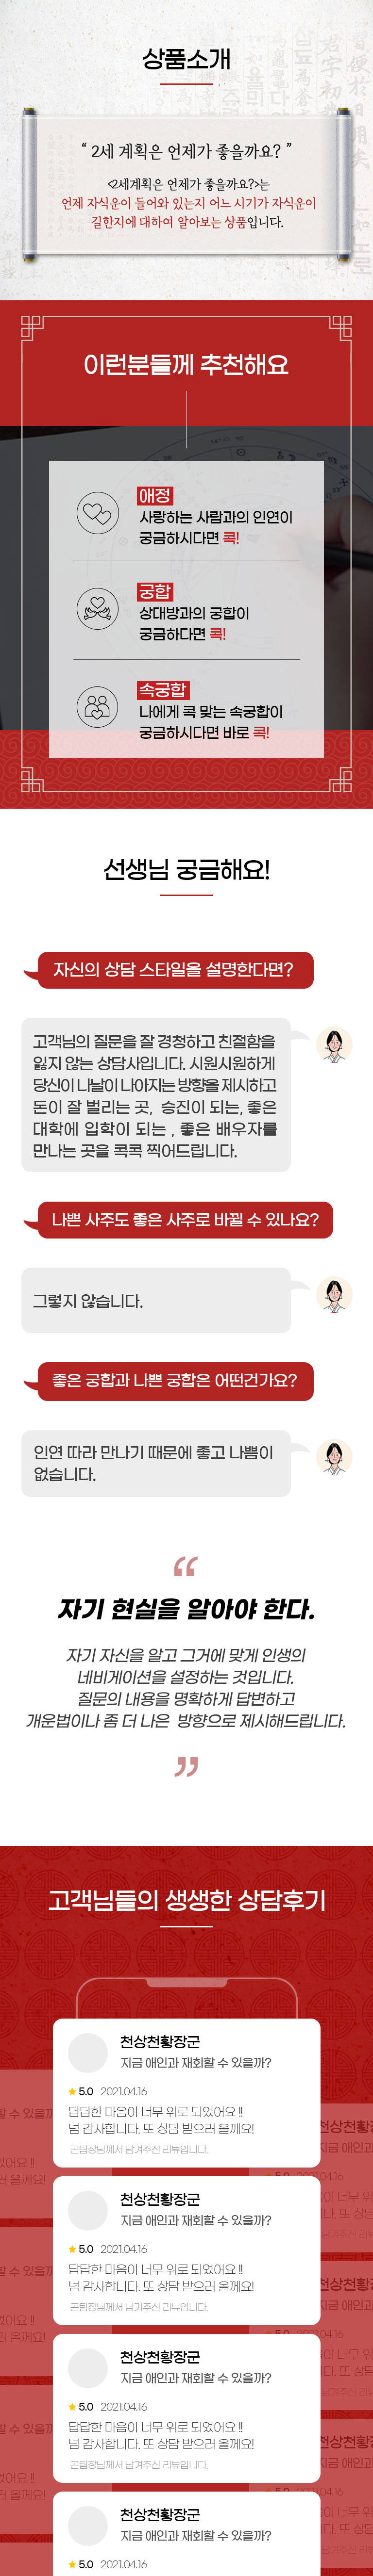 상품소개
“ 2세 계획은 언제가 좋을까요? ”
<2세계획은 언제가 좋을까요?>는
언제 자식운이 들어와 있는지 어느 시기가 자식운이
길한지에 대하여 알아보는 상품입니다.
이런분들께 추천해요
애정
사랑하는 사람과의 인연이
궁금하시다면 콕!
궁합
상대방과의 궁합이
궁금하다면 콕!
속궁합
나에게 콕 맞는 속궁합이
궁금하시다면 바로 콕!
선생님 궁금해요!
자신의 상담 스타일을 설명한다면?
고객님의 질문을 잘 경청하고 친절함을
잃지 않는 상담사입니다. 시원시원하게
당신이 나날이 나아지는 방향을 제시하고
돈이 잘 벌리는 곳, 승진이 되는, 좋은
대학에 입학이 되는 , 좋은 배우자를
만나는 곳을 콕콕 찍어드립니다.
나쁜 사주도 좋은 사주로 바뀔 수 있나요?
그렇지 않습니다.
좋은 궁합과 나쁜 궁합은 어떤건가요?
인연 따라 만나기 때문에 좋고 나쁨이
없습니다.
“
자기 현실을 알아야 한다.
자기 자신을 알고 그거에 맞게 인생의
네비게이션을 설정하는 것입니다.
질문의 내용을 명확하게 답변하고
개운법이나 좀 더 나은 방향으로 제시해드립니다.
”
고객님들의 생생한 상담후기
천상천황장군
지금 애인과 재회할 수 있을까?
5.0 2021.04.16
답답한 마음이 너무 위로 되었어요 !!
넘 감사합니다. 또 상담 받으러 올께요!
곤팀장님께서 남겨주신 리뷰입니다.
천상천황장군
지금 애인과 재회할 수 있을까?
5.0 2021.04.16
답답한 마음이 너무 위로 되었어요 !!
넘 감사합니다. 또 상담 받으러 올께요!
곤팀장님께서 남겨주신 리뷰입니다.
천상천황장군
지금 애인과 재회할 수 있을까?
5.0 2021.04.16
답답한 마음이 너무 위로 되었어요 !!
넘 감사합니다. 또 상담 받으러 올께요!
곤팀장님께서 남겨주신 리뷰입니다.
천상천황장군
지금 애인과 재회할 수 있을까?
5.0 2021.04.16